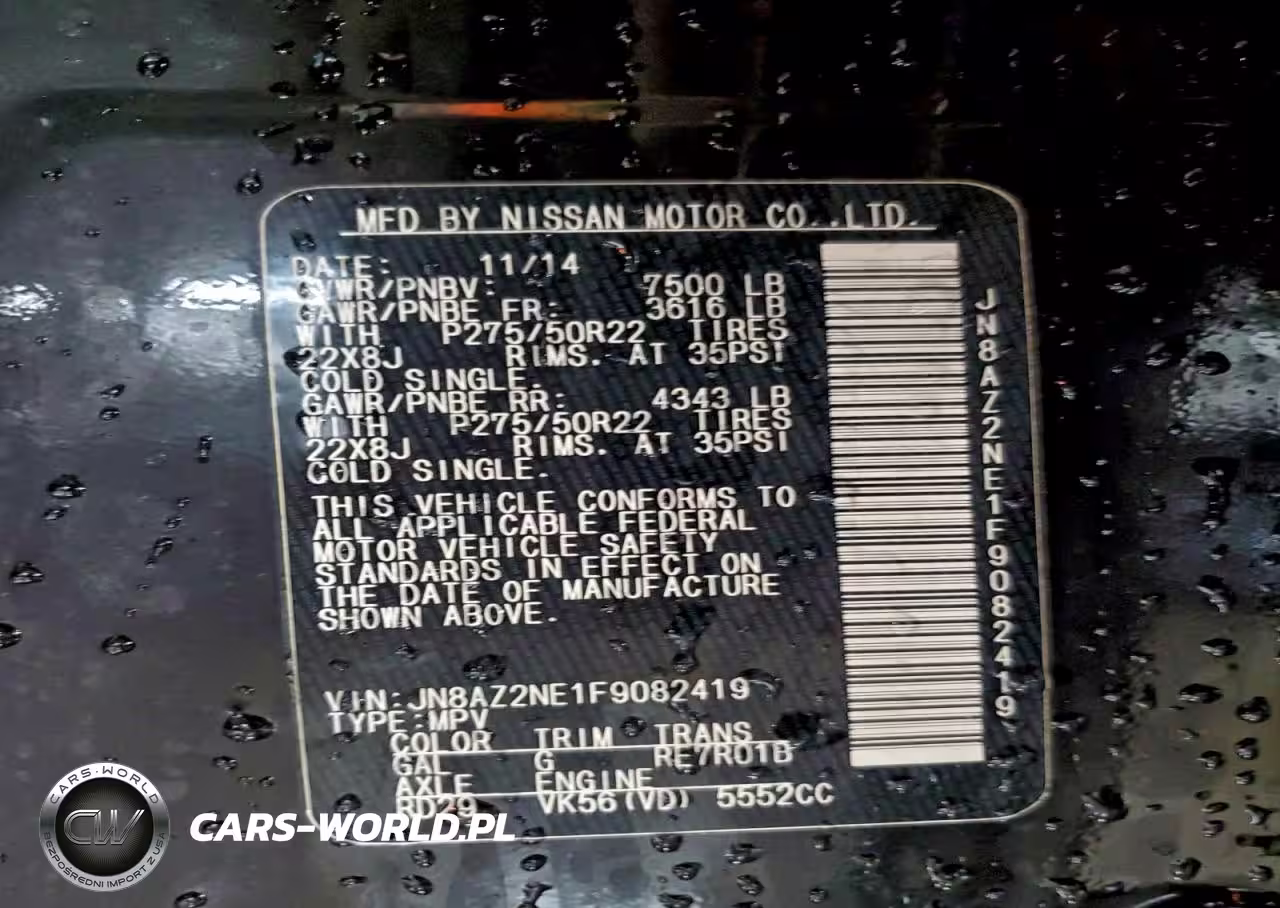 MFD BY NISSAN MOTOR CO.,LTD.
DATE: 11/14
GVWR/PNBV: 7500 LB
GAWR/PNBE FR: 3616 LB
WITH P275/50R22 TIRES
22X8J RIMS. AT 35PSI
COLD SINGLE.
GAWR/PNBE RR: 4343 LB
WITH P275/50R22 TIRES
22X8J RIMS. AT 35PSI
COLD SINGLE.
THIS VEHICLE CONFORMS TO
ALL APPLICABLE FEDERAL
MOTOR VEHICLE SAFETY
STANDARDS IN EFFECT ON
THE DATE OF MANUFACTURE
SHOWN ABOVE.
VIN:JN8AZ2NE1F9082419
TYPE:MPV
COLOR TRIM TRANS
GAL G RE7R01B
AXLE ENGINE
RD29 VK56(VD) 5552CC
JN8AZ2NE1F9082419
CARS-WORLD
CW
BEZPOŚREDNI IMPORT Z USA
CARS-WORLD.PL